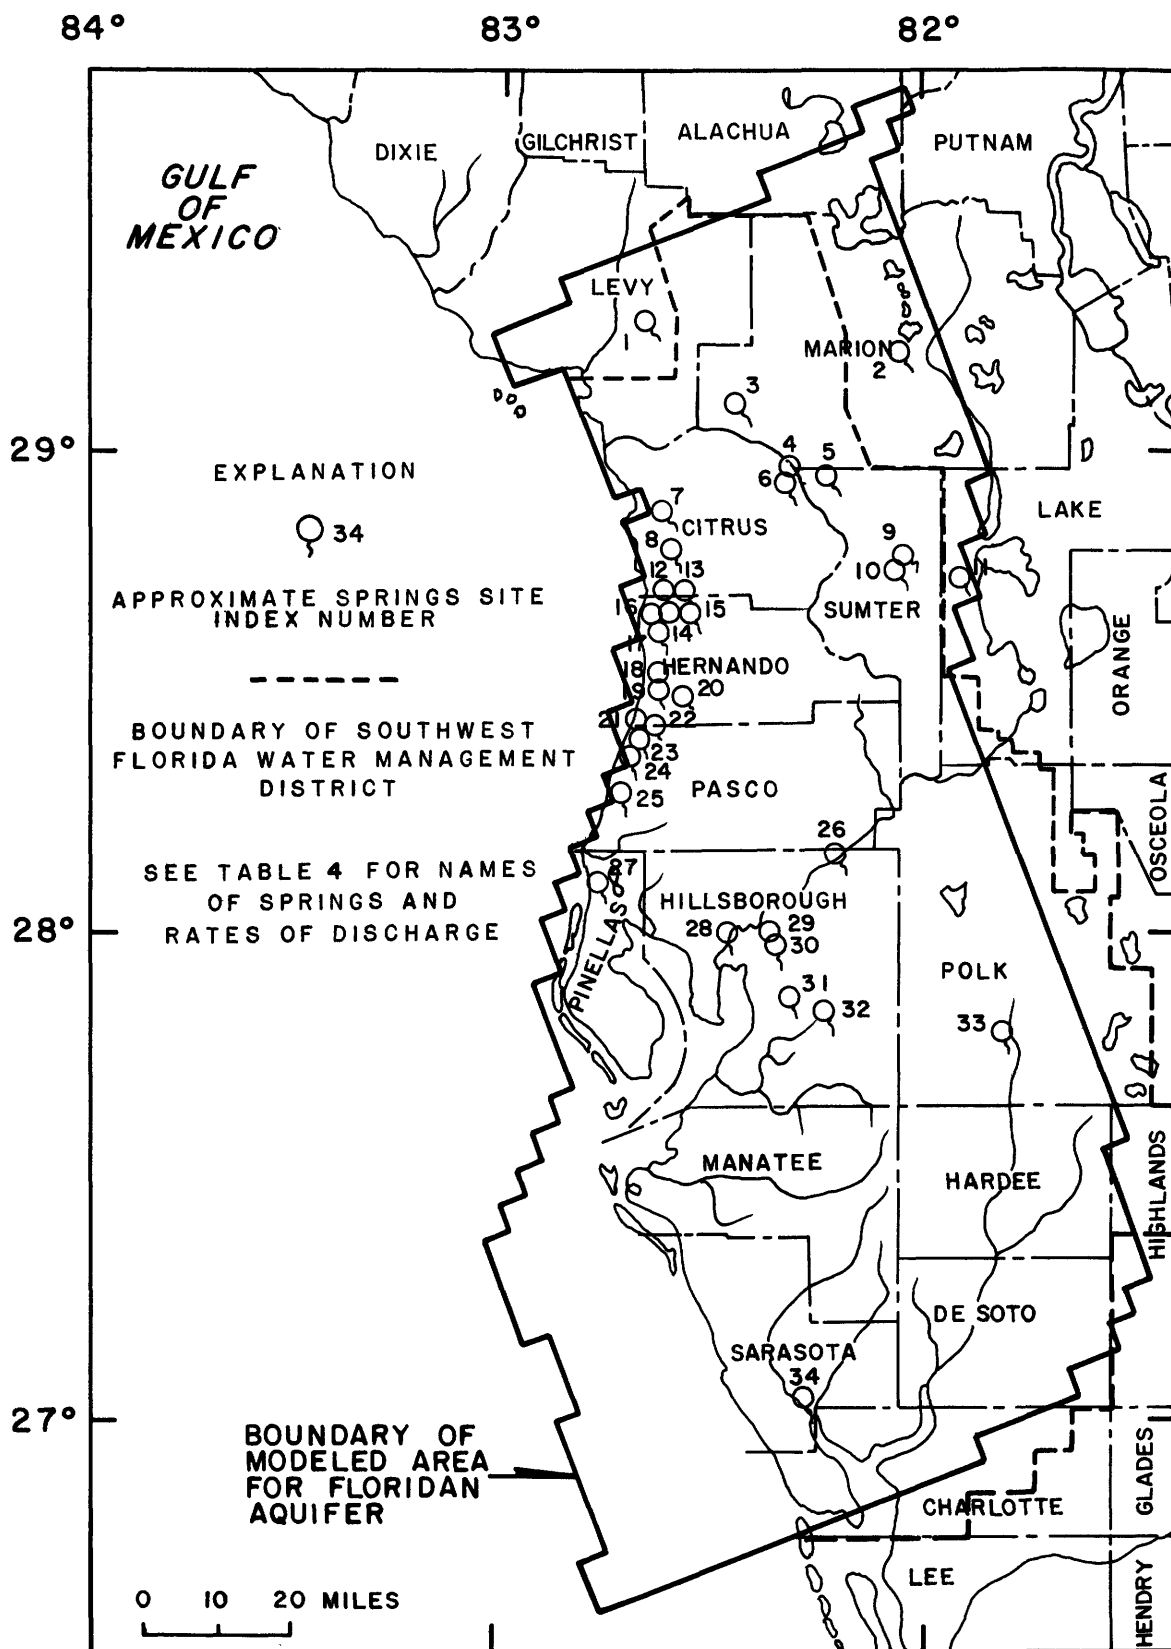 84° 83° 82°
DIXIE
GILCHRIST
ALACHUA
PUTNAM
GULF
OF
MEXICO
LEVY
1
MARION
2
3
29°
4
5
6
EXPLANATION
34
7
CITRUS
LAKE
8
9
10
12 13
11
APPROXIMATE SPRINGS SITE
INDEX NUMBER
16
15
SUMTER
14
17
ORANGE
18
HERNANDO
19
20
BOUNDARY OF SOUTHWEST
FLORIDA WATER MANAGEMENT
DISTRICT
21
22
23
24
25
PASCO
OSCEOLA
26
SEE TABLE 4 FOR NAMES
OF SPRINGS AND
RATES OF DISCHARGE
27
HILLSBOROUGH
28°
28
29
30
PINELLAS
POLK
31
32
33
MANATEE
HARDEE
HIGHLANDS
DE SOTO
SARASOTA
34
27°
BOUNDARY OF
MODELED AREA
FOR FLORIDAN
AQUIFER
GLADES
CHARLOTTE
LEE
HENDRY
0 10 20 MILES